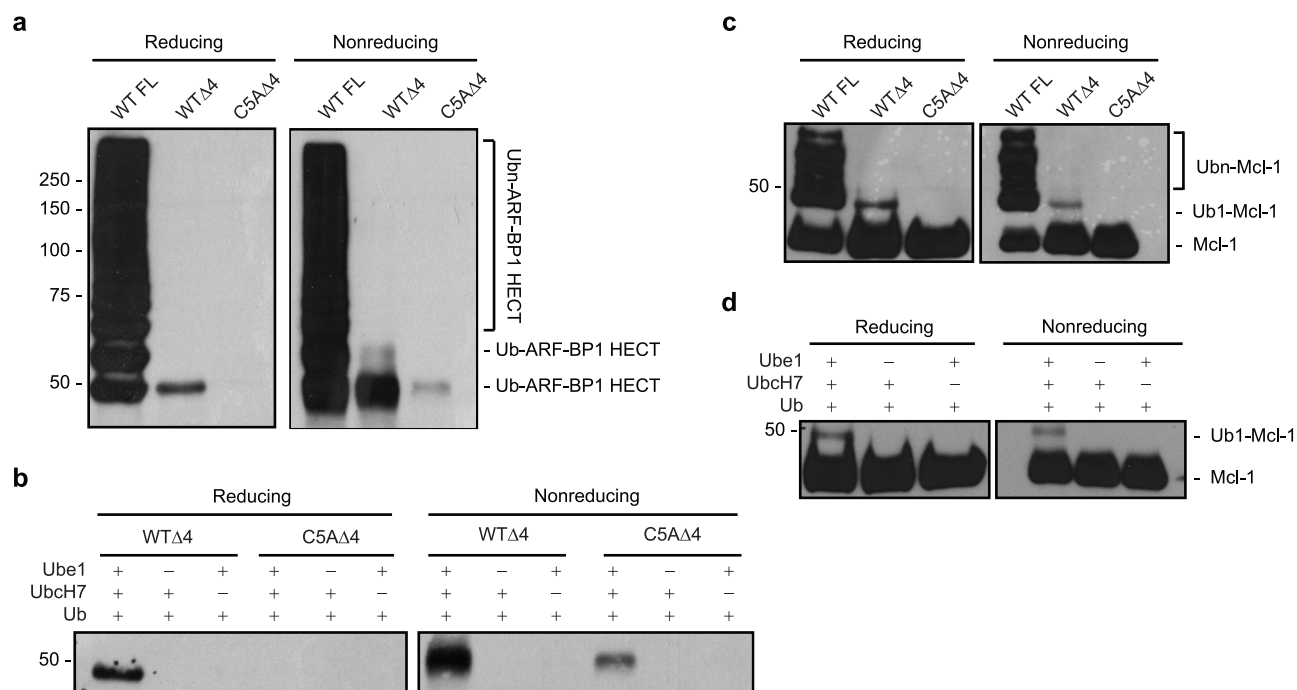 a
Reducing Nonreducing
WT FL WTΔ4 C5AΔ4 WT FL WTΔ4 C5AΔ4
250 -
150 -
100 -
75 -
50 -
Ubn-ARF-BP1 HECT
- Ub-ARF-BP1 HECT
- Ub-ARF-BP1 HECT
b
Reducing Nonreducing
WTΔ4 C5AΔ4 WTΔ4 C5AΔ4
Ube1 + – + + – + + – + + – +
UbcH7 + + – + + – + + – + + –
Ub + + + + + + + + + + + +
50 -
c
Reducing Nonreducing
WT FL WTΔ4 C5AΔ4 WT FL WTΔ4 C5AΔ4
50 -
Ubn-Mcl-1
- Ub1-Mcl-1
- Mcl-1
d
Reducing Nonreducing
Ube1 + – + + – +
UbcH7 + + – + + –
Ub + + + + + +
50 -
- Ub1-Mcl-1
- Mcl-1